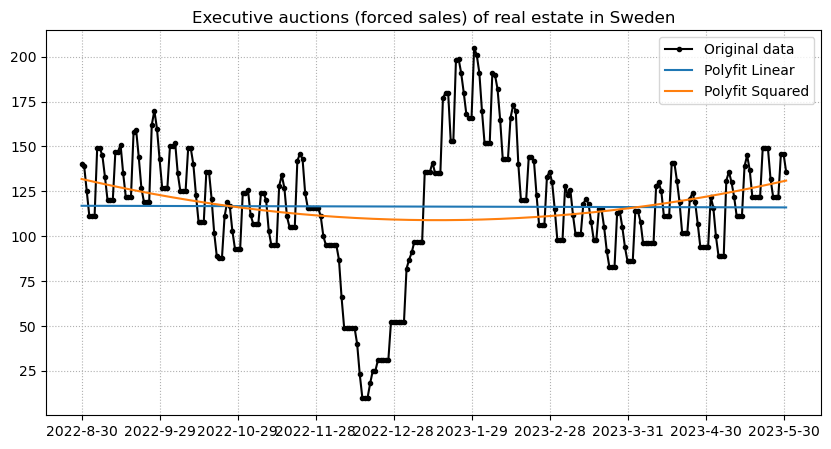 Executive auctions (forced sales) of real estate in Sweden
Original data
Polyfit Linear
Polyfit Squared
200
175
150
125
100
75
50
25
2022-8-30 2022-9-29 2022-10-29 2022-11-28 2022-12-28 2023-1-29 2023-2-28 2023-3-31 2023-4-30 2023-5-30